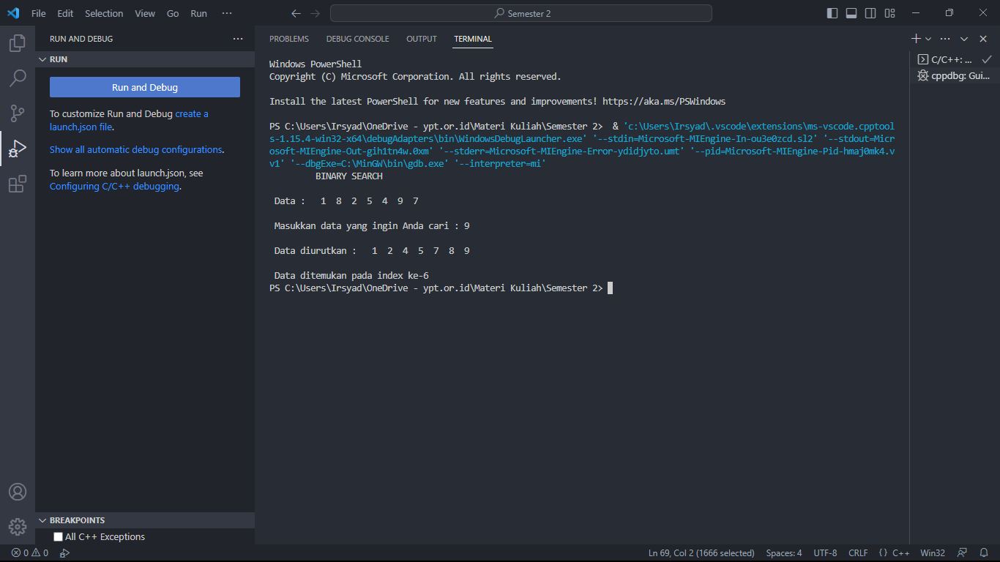 File Edit Selection View Go Run ···
Semester 2
RUN AND DEBUG ···
RUN
Run and Debug
To customize Run and Debug create a
launch.json file.
Show all automatic debug configurations.
To learn more about launch.json, see
Configuring C/C++ debugging.
BREAKPOINTS
All C++ Exceptions
PROBLEMS DEBUG CONSOLE OUTPUT TERMINAL
Windows PowerShell
Copyright (C) Microsoft Corporation. All rights reserved.
Install the latest PowerShell for new features and improvements! https://aka.ms/PSWindows
PS C:\Users\Irsyad\OneDrive - ypt.or.id\Materi Kuliah\Semester 2> & 'c:\Users\Irsyad\.vscode\extensions\ms-vscode.cpptool
s-1.15.4-win32-x64\debugAdapters\bin\WindowsDebugLauncher.exe' '--stdin=Microsoft-MIEngine-In-ou3e0zcd.sl2' '--stdout=Micr
osoft-MIEngine-Out-gih1tn4w.0xm' '--stderr=Microsoft-MIEngine-Error-ydidjyto.umt' '--pid=Microsoft-MIEngine-Pid-hmaj0mk4.v
v1' '--dbgExe=C:\MinGW\bin\gdb.exe' '--interpreter=mi'
BINARY SEARCH
Data : 1 8 2 5 4 9 7
Masukkan data yang ingin Anda cari : 9
Data diurutkan : 1 2 4 5 7 8 9
Data ditemukan pada index ke-6
PS C:\Users\Irsyad\OneDrive - ypt.or.id\Materi Kuliah\Semester 2>
C/C++: ...
cppdbg: Gui...
0 0
Ln 69, Col 2 (1666 selected) Spaces: 4 UTF-8 CRLF {} C++ Win32